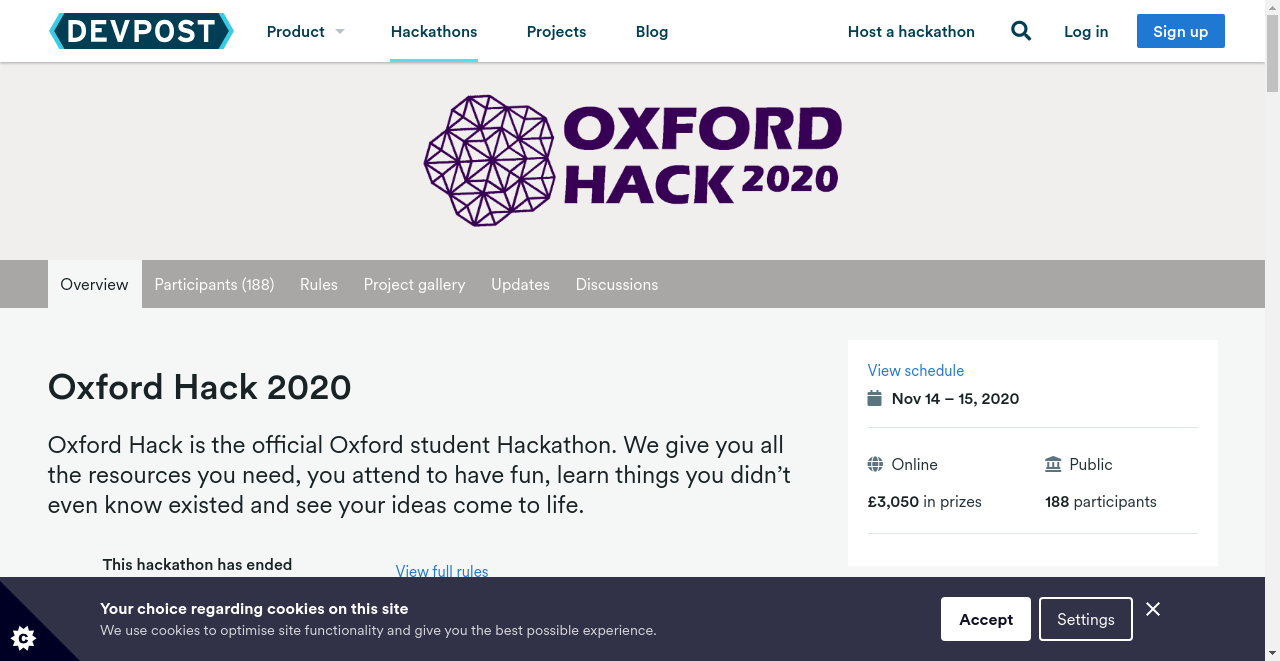 DEVPOST Product Hackathons Projects Blog Host a hackathon Log in Sign up
OXFORD
HACK 2020
Overview Participants (188) Rules Project gallery Updates Discussions
Oxford Hack 2020
Oxford Hack is the official Oxford student Hackathon. We give you all
the resources you need, you attend to have fun, learn things you didn’t
even know existed and see your ideas come to life.
This hackathon has ended
View full rules
View schedule
Nov 14 – 15, 2020
Online Public
£3,050 in prizes 188 participants
Your choice regarding cookies on this site
We use cookies to optimise site functionality and give you the best possible experience.
Accept Settings